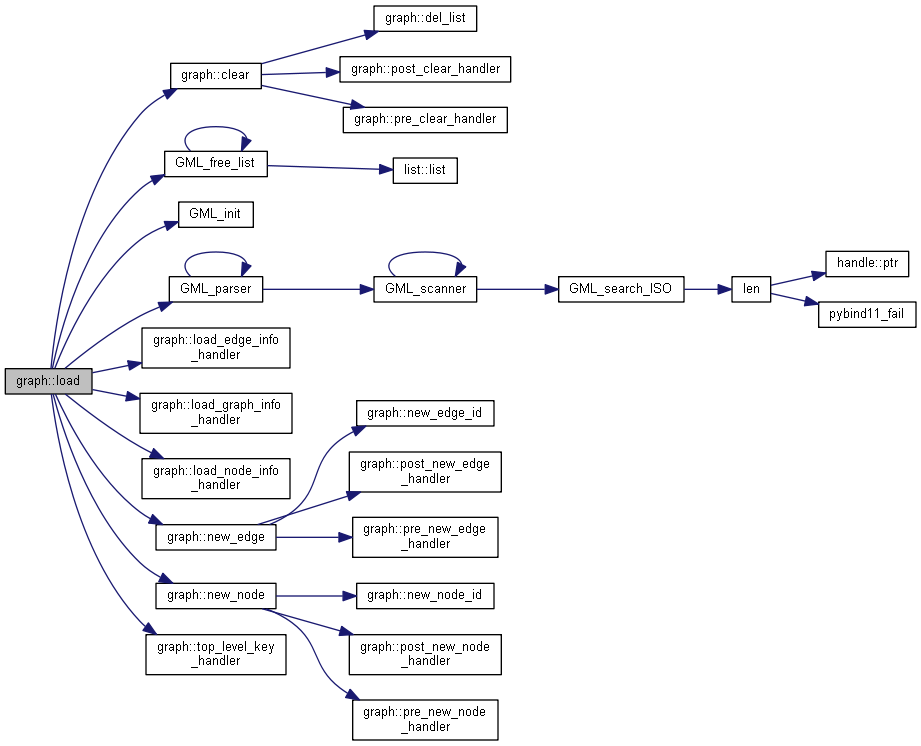 graph::del_list
graph::clear
graph::post_clear_handler
graph::pre_clear_handler
GML_free_list
list::list
GML_init
GML_parser
GML_scanner
GML_search_ISO
len
handle::ptr
pybind11_fail
graph::load_edge_info
_handler
graph::load
graph::load_graph_info
_handler
graph::new_edge_id
graph::load_node_info
_handler
graph::post_new_edge
_handler
graph::new_edge
graph::pre_new_edge
_handler
graph::new_node
graph::new_node_id
graph::top_level_key
_handler
graph::post_new_node
_handler
graph::pre_new_node
_handler